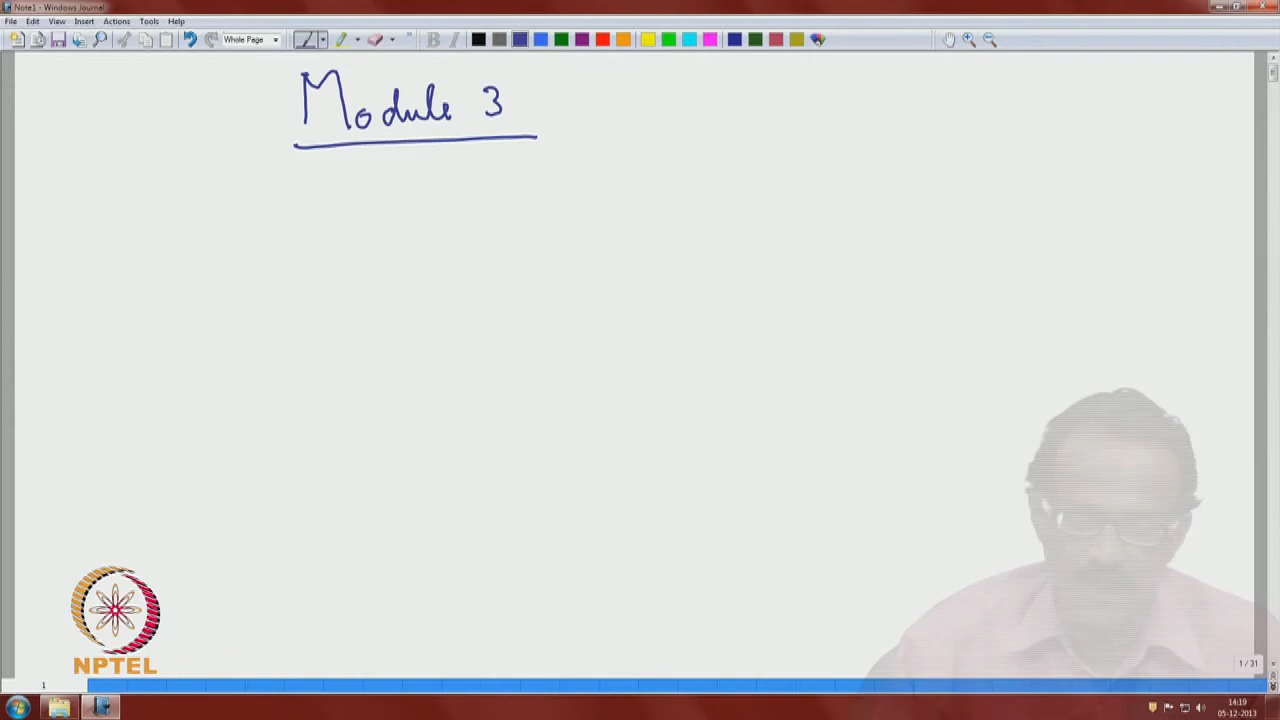 Note1 - Windows Journal
File Edit View Insert Actions Tools Help
Whole Page
B I
Module 3
NPTEL
1 / 31
1
14:19
05-12-2013